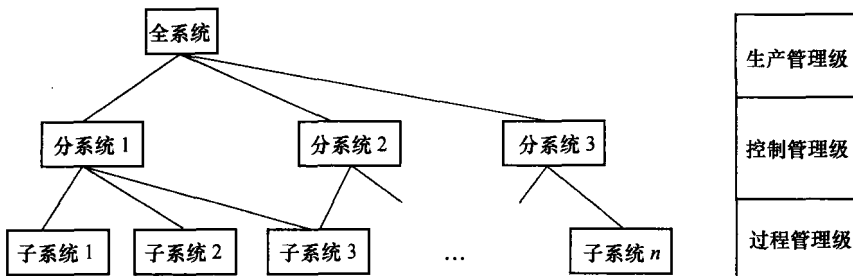 全系统
生产管理级
分系统 1 分系统 2 分系统 3
控制管理级
子系统 1 子系统 2 子系统 3 … 子系统 n
过程管理级